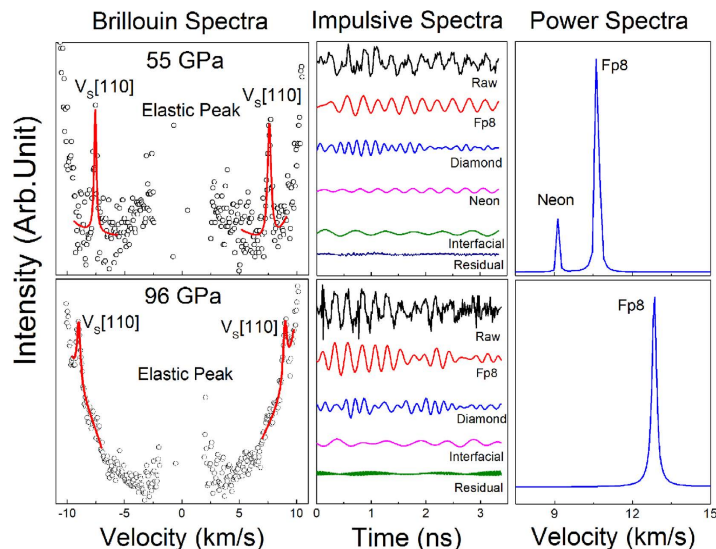 Brillouin Spectra
Impulsive Spectra
Power Spectra
Intensity (Arb.Unit)
55 GPa
V_S[110]
V_S[110]
Elastic Peak
Raw
Fp8
Diamond
Neon
Interfacial
Residual
Neon
Fp8
96 GPa
V_S[110]
V_S[110]
Elastic Peak
Raw
Fp8
Diamond
Interfacial
Residual
Fp8
-10 -5 0 5 10
0 1 2 3
9 12 15
Velocity (km/s)
Time (ns)
Velocity (km/s)